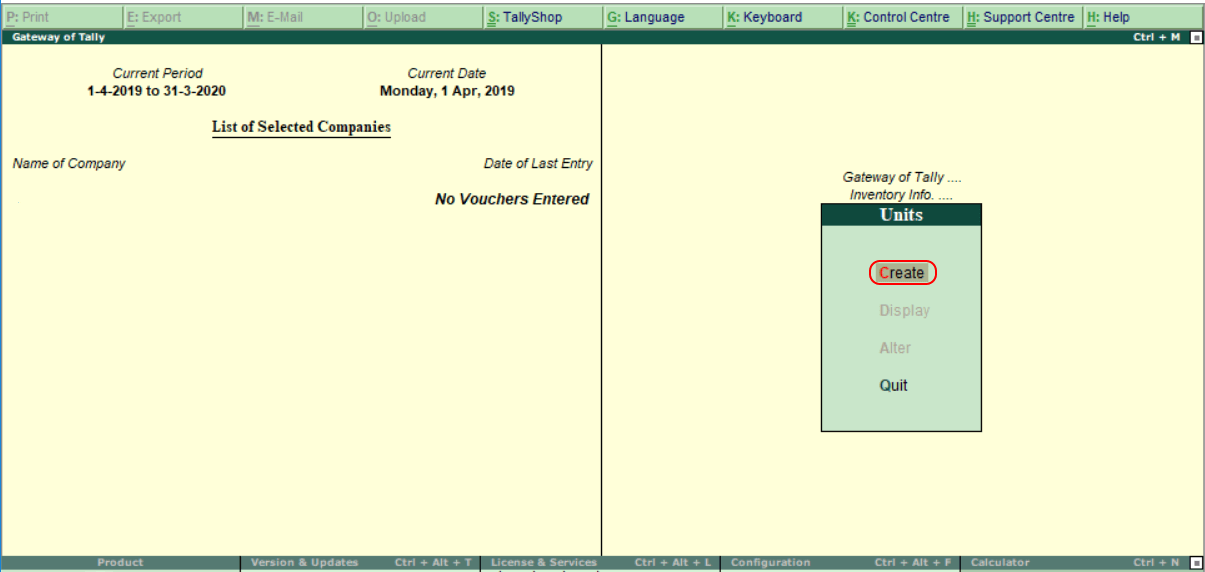 P: Print E: Export M: E-Mail O: Upload S: TallyShop G: Language K: Keyboard K: Control Centre H: Support Centre H: Help
Gateway of Tally Ctrl + M
Current Period Current Date
1-4-2019 to 31-3-2020 Monday, 1 Apr, 2019
List of Selected Companies
Name of Company Date of Last Entry
No Vouchers Entered
Gateway of Tally ....
Inventory Info. ....
Units
Create
Display
Alter
Quit
Product Version & Updates Ctrl + Alt + T License & Services Ctrl + Alt + L Configuration Ctrl + Alt + F Calculator Ctrl + N